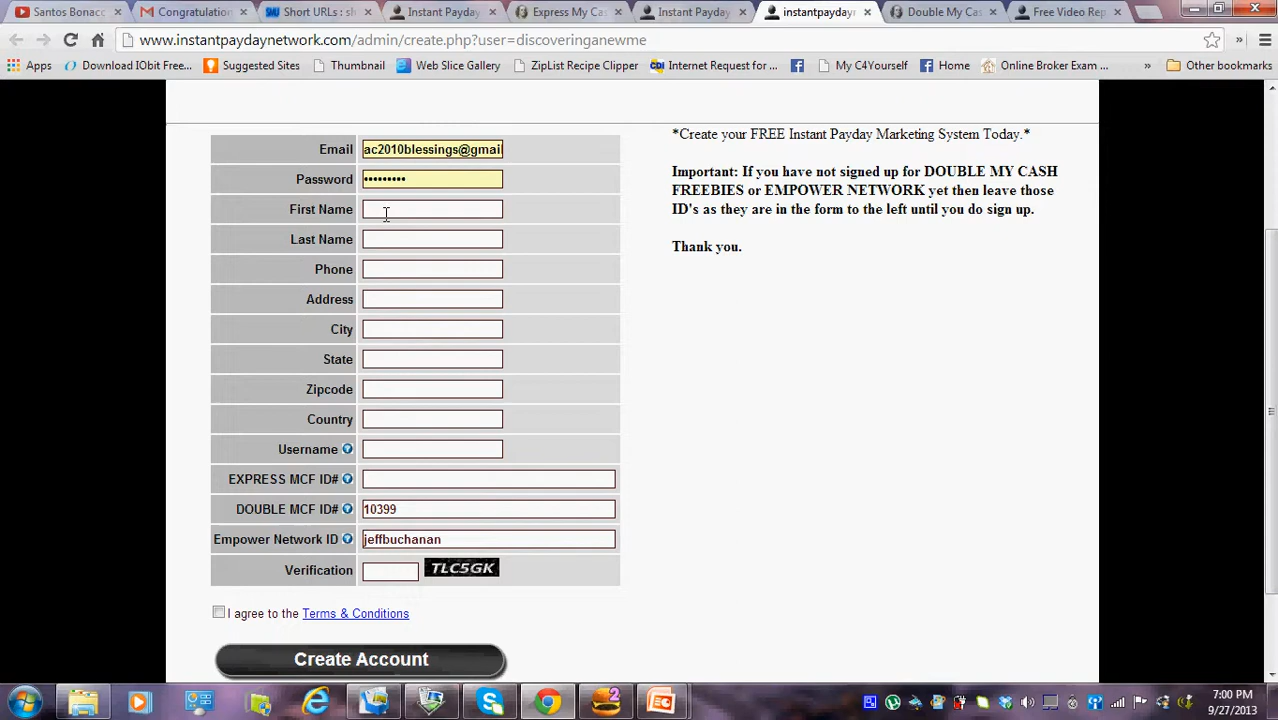 Santos Bonacc
Congratulation
Short URLs : sh
Instant Payday
Express My Cas
Instant Payday
instantpaydayn
Double My Cas
Free Video Rep
www.instantpaydaynetwork.com/admin/create.php?user=discoveringanewme
Apps
Download IObit Free...
Suggested Sites
Thumbnail
Web Slice Gallery
ZipList Recipe Clipper
Internet Request for ...
My C4Yourself
Home
Online Broker Exam ...
Other bookmarks
Email ac2010blessings@gmail
Password •••••••••
First Name
Last Name
Phone
Address
City
State
Zipcode
Country
Username
EXPRESS MCF ID#
DOUBLE MCF ID# 10399
Empower Network ID jeffbuchanan
Verification TLC5GK
I agree to the Terms & Conditions
Create Account
*Create your FREE Instant Payday Marketing System Today.*
Important: If you have not signed up for DOUBLE MY CASH
FREEBIES or EMPOWER NETWORK yet then leave those
ID's as they are in the form to the left until you do sign up.
Thank you.
7:00 PM
9/27/2013